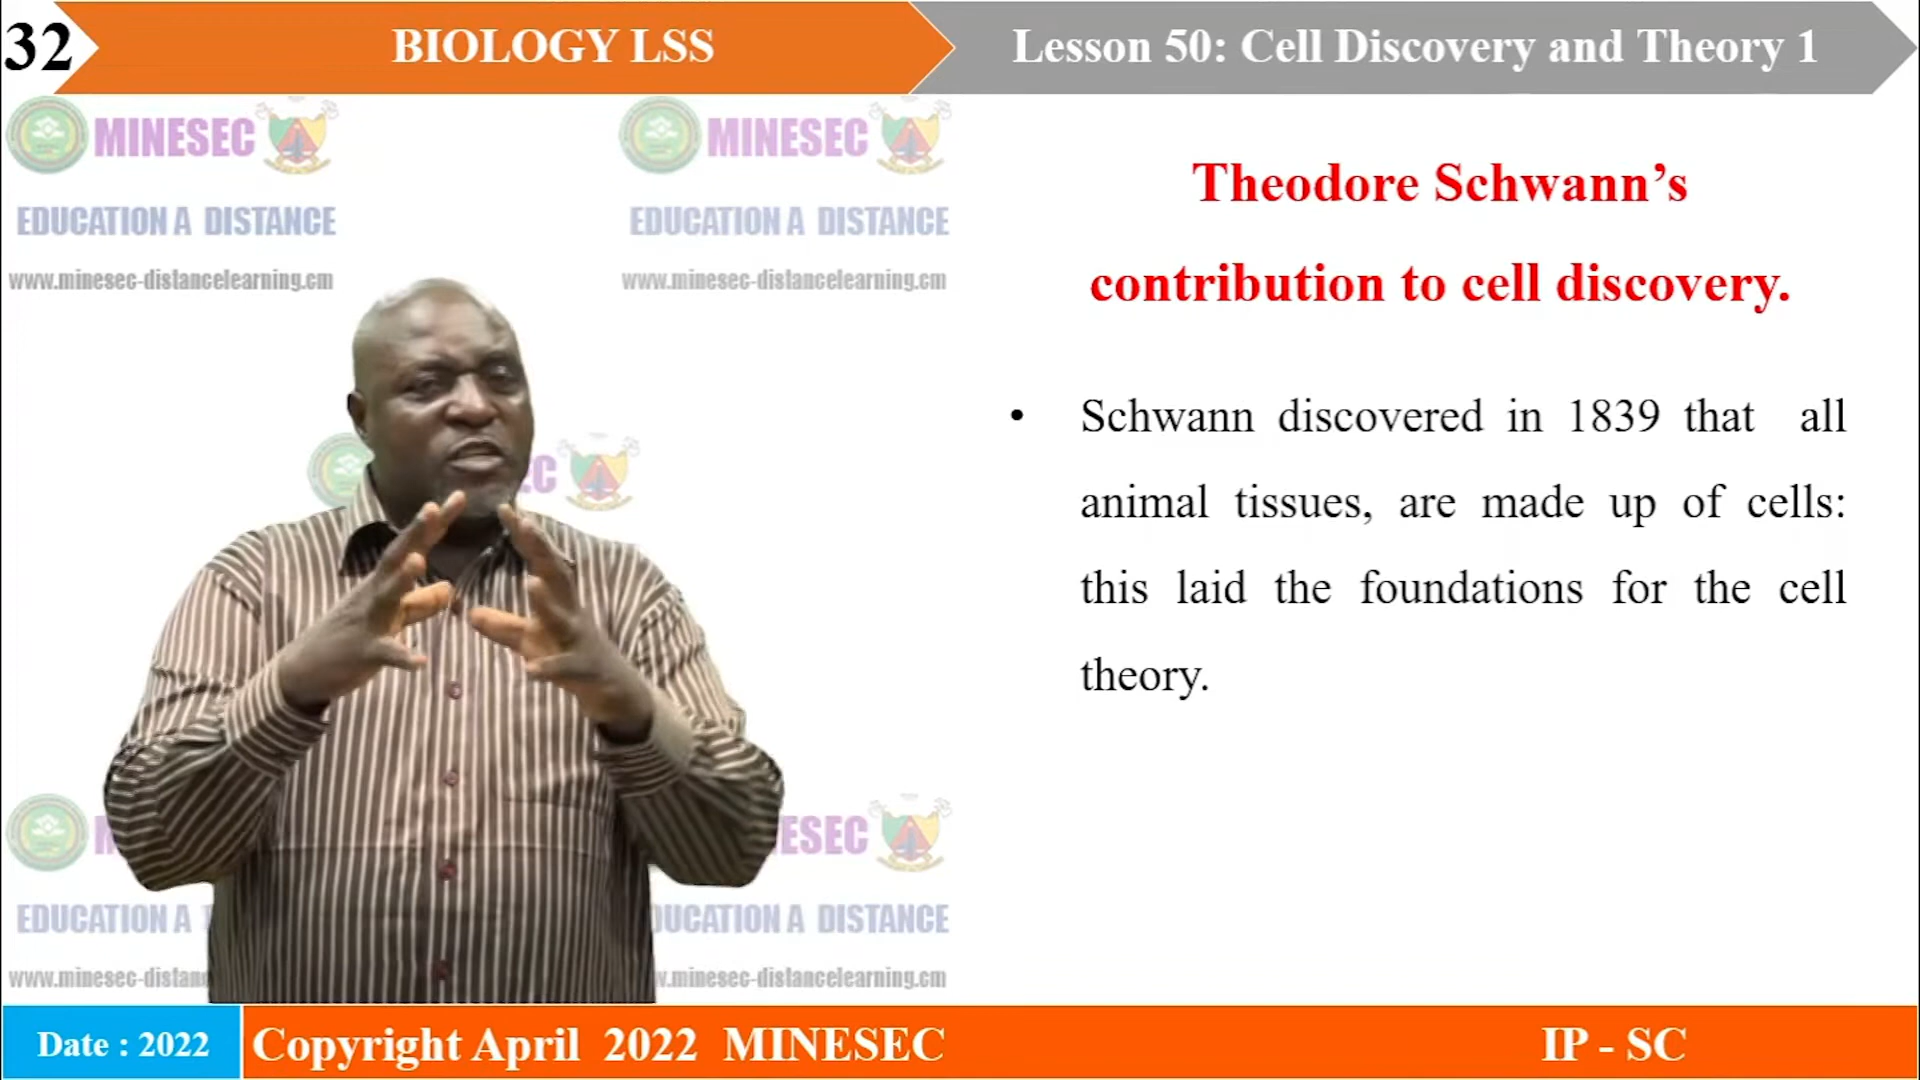 32
BIOLOGY LSS
Lesson 50: Cell Discovery and Theory 1
MINESEC
EDUCATION A DISTANCE
www.minesec-distancelearning.cm
MINESEC
EDUCATION A DISTANCE
www.minesec-distancelearning.cm
Theodore Schwann’s
contribution to cell discovery.
• Schwann discovered in 1839 that all
animal tissues, are made up of cells:
this laid the foundations for the cell
theory.
EC
M
EDUCATION A
www.minesec-distan
ESEC
DUCATION A DISTANCE
w.minesec-distancelearning.cm
Date : 2022
Copyright April 2022 MINESEC
IP - SC